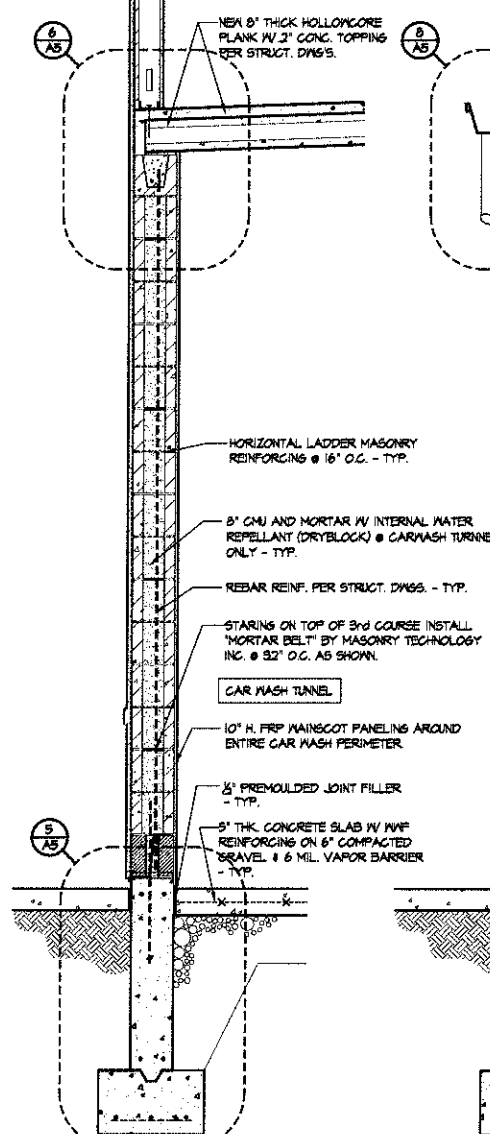 6
A5
NEW 8" THICK HOLLOWCORE
PLANK W/ 2" CONC. TOPPING
PER STRUCT. DWG'S.
8
A5
HORIZONTAL LADDER MASONRY
REINFORCING @ 16" O.C. - TYP.
8" CMU AND MORTAR W/ INTERNAL WATER
REPELLANT (DRYBLOCK) @ CARWASH TUNNE
ONLY - TYP.
REBAR REINF. PER STRUCT. DWGS. - TYP.
STARING ON TOP OF 3rd COURSE INSTALL
"MORTAR BELT" BY MASONRY TECHNOLOGY
INC. @ 32" O.C. AS SHOWN.
CAR WASH TUNNEL
10" H. FRP WAINSCOT PANELING AROUND
ENTIRE CAR WASH PERIMETER
PREMOULDED JOINT FILLER
- TYP.
5" THK. CONCRETE SLAB W/ WWF
REINFORCING ON 6" COMPACTED
GRAVEL & 6 MIL. VAPOR BARRIER
- TYP.
5
A5